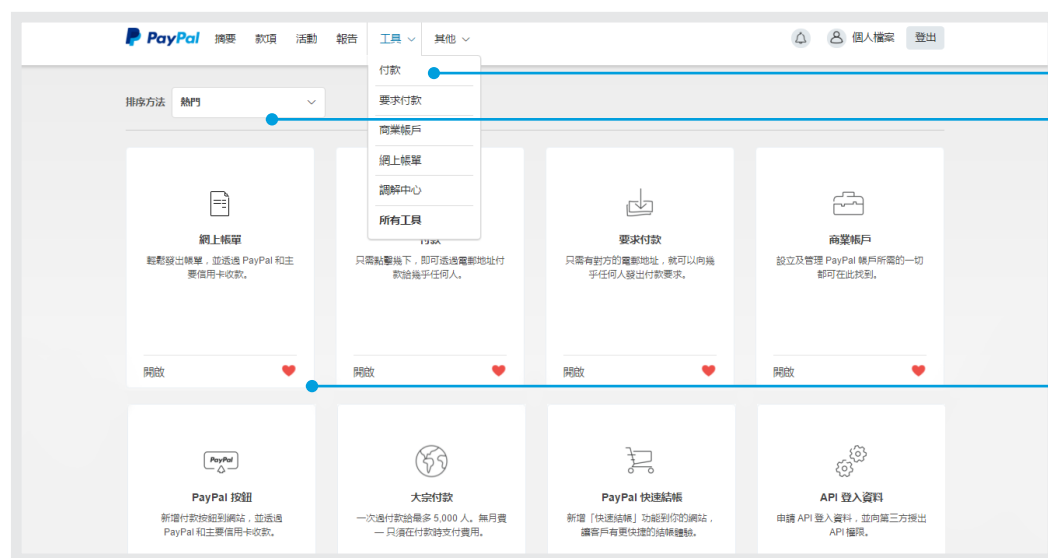 PayPal 摘要 款項 活動 報告 工具 其他 個人檔案 登出
付款
要求付款
商業帳戶
網上帳單
調解中心
所有工具
排序方法 熱門
網上帳單
輕鬆發出帳單，並透過 PayPal 和主
要信用卡收款。
開啟
付款
只需點擊幾下，即可透過電郵地址付
款給幾乎任何人。
開啟
要求付款
只需有對方的電郵地址，就可以向幾
乎任何人發出付款要求。
開啟
商業帳戶
設立及管理 PayPal 帳戶所需的一切
都可在此找到。
開啟
PayPal
PayPal 按鈕
新增付款按鈕到網站，並透過
PayPal 和主要信用卡收款。
大宗付款
一次過付款給最多 5,000 人。無月費
— 只須在付款時支付費用。
PayPal 快速結帳
新增「快速結帳」功能到你的網站，
讓客戶有更快捷的結帳體驗。
API 登入資料
申請 API 登入資料，並向第三方授出
API 權限。